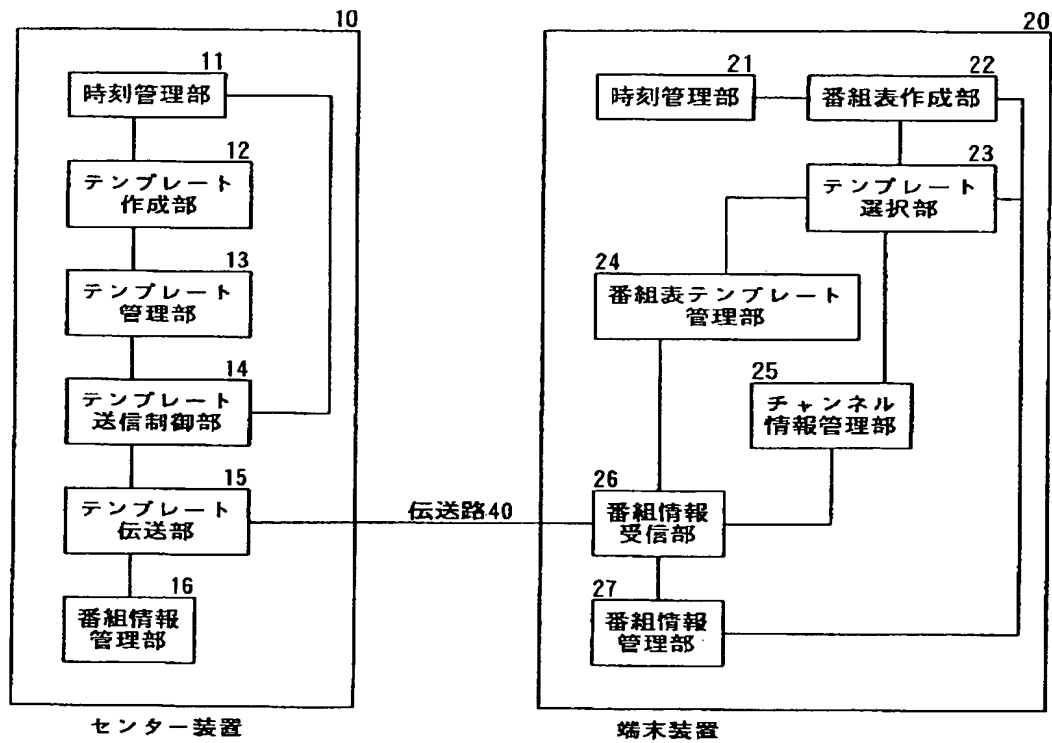 10
11
時刻管理部
12
テンプレート
作成部
13
テンプレート
管理部
14
テンプレート
送信制御部
15
テンプレート
伝送部
16
番組情報
管理部
センター装置
伝送路40
20
21
時刻管理部
22
番組表作成部
23
テンプレート
選択部
24
番組表テンプレート
管理部
25
チャンネル
情報管理部
26
番組情報
受信部
27
番組情報
管理部
端末装置